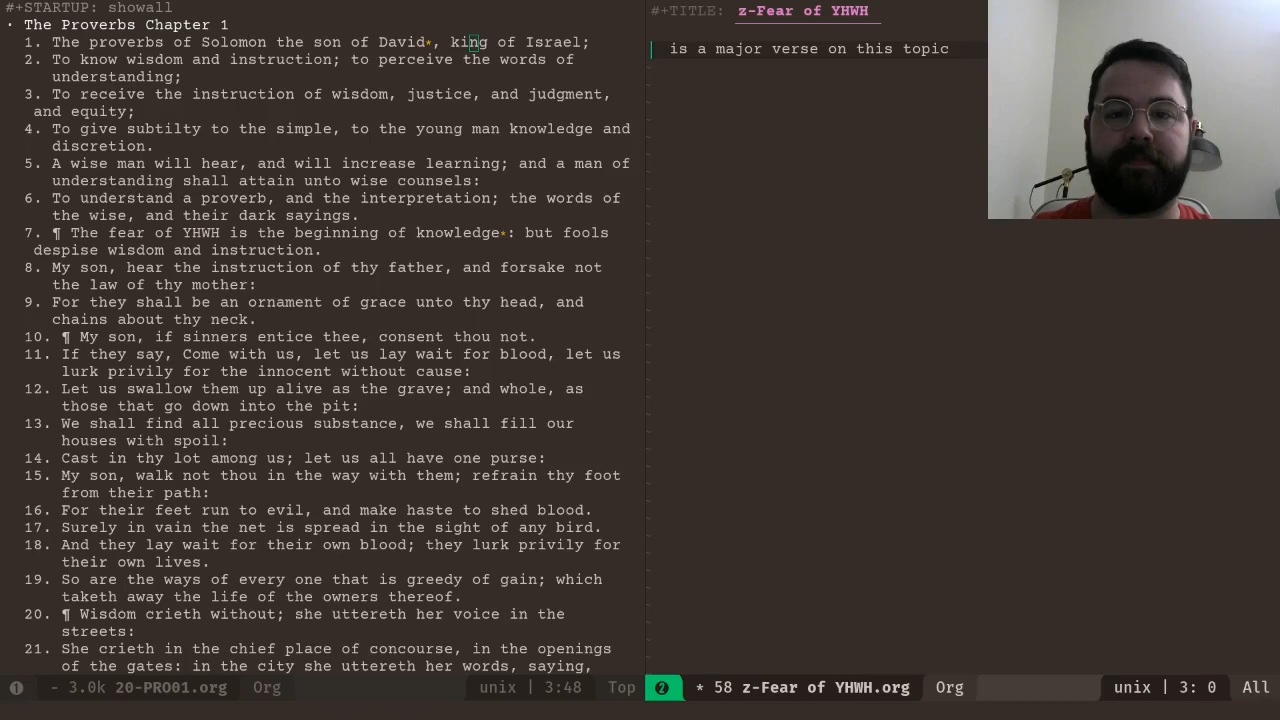 #+STARTUP: showall
· The Proverbs Chapter 1
1. The proverbs of Solomon the son of David*, king of Israel;
2. To know wisdom and instruction; to perceive the words of
understanding;
3. To receive the instruction of wisdom, justice, and judgment,
and equity;
4. To give subtilty to the simple, to the young man knowledge and
discretion.
5. A wise man will hear, and will increase learning; and a man of
understanding shall attain unto wise counsels:
6. To understand a proverb, and the interpretation; the words of
the wise, and their dark sayings.
7. ¶ The fear of YHWH is the beginning of knowledge*: but fools
despise wisdom and instruction.
8. My son, hear the instruction of thy father, and forsake not
the law of thy mother:
9. For they shall be an ornament of grace unto thy head, and
chains about thy neck.
10. ¶ My son, if sinners entice thee, consent thou not.
11. If they say, Come with us, let us lay wait for blood, let us
lurk privily for the innocent without cause:
12. Let us swallow them up alive as the grave; and whole, as
those that go down into the pit:
13. We shall find all precious substance, we shall fill our
houses with spoil:
14. Cast in thy lot among us; let us all have one purse:
15. My son, walk not thou in the way with them; refrain thy foot
from their path:
16. For their feet run to evil, and make haste to shed blood.
17. Surely in vain the net is spread in the sight of any bird.
18. And they lay wait for their own blood; they lurk privily for
their own lives.
19. So are the ways of every one that is greedy of gain; which
taketh away the life of the owners thereof.
20. ¶ Wisdom crieth without; she uttereth her voice in the
streets:
21. She crieth in the chief place of concourse, in the openings
of the gates: in the city she uttereth her words, saying,
1 - 3.0k 20-PRO01.org Org unix | 3:48 Top
#+TITLE: z-Fear of YHWH
is a major verse on this topic
2 * 58 z-Fear of YHWH.org Org unix | 3: 0 All